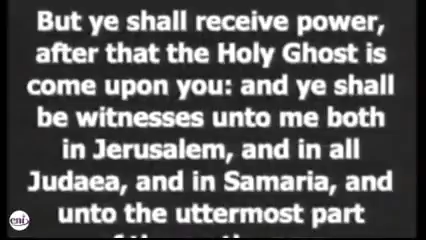 But ye shall receive power,
after that the Holy Ghost is
come upon you: and ye shall
be witnesses unto me both
in Jerusalem, and in all
Judaea, and in Samaria, and
unto the uttermost part
cni